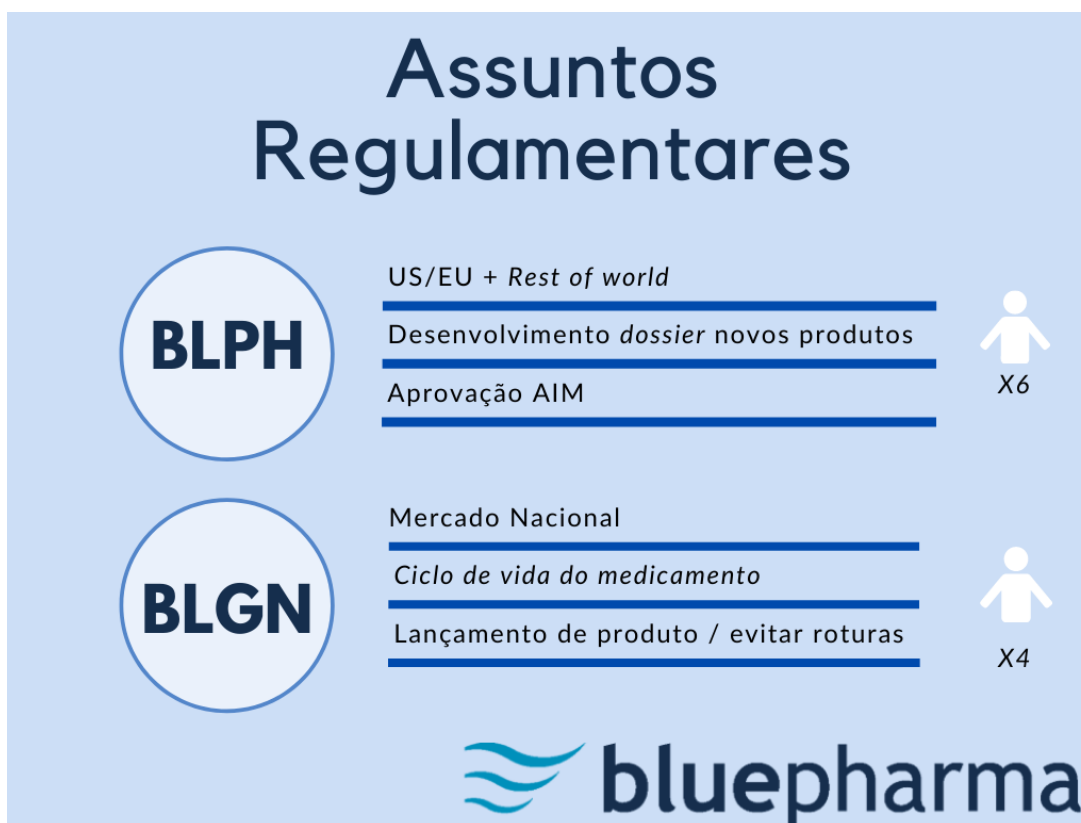 Assuntos
Regulamentares
BLPH
US/EU + Rest of world
Desenvolvimento dossier novos produtos
Aprovação AIM
X6
BLGN
Mercado Nacional
Ciclo de vida do medicamento
Lançamento de produto / evitar roturas
X4
bluepharma